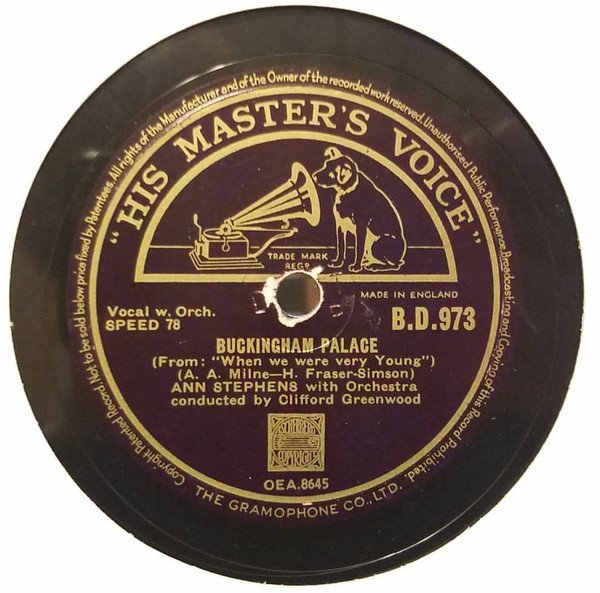 Copyright Patented Record. Not to be sold below price fixed by Patentees. All rights of the Manufacturer and of the Owner of the recorded work reserved. Unauthorised Public Performance, Broadcasting and Copying of this Record Prohibited.
"HIS MASTER'S VOICE"
TRADE MARK
REGD
MADE IN ENGLAND
Vocal w. Orch.
SPEED 78
B.D.973
BUCKINGHAM PALACE
(From: "When we were very Young")
(A. A. Milne—H. Fraser-Simson)
ANN STEPHENS with Orchestra
conducted by Clifford Greenwood
COPYRIGHT
OEA.8645
THE GRAMOPHONE CO., LTD.